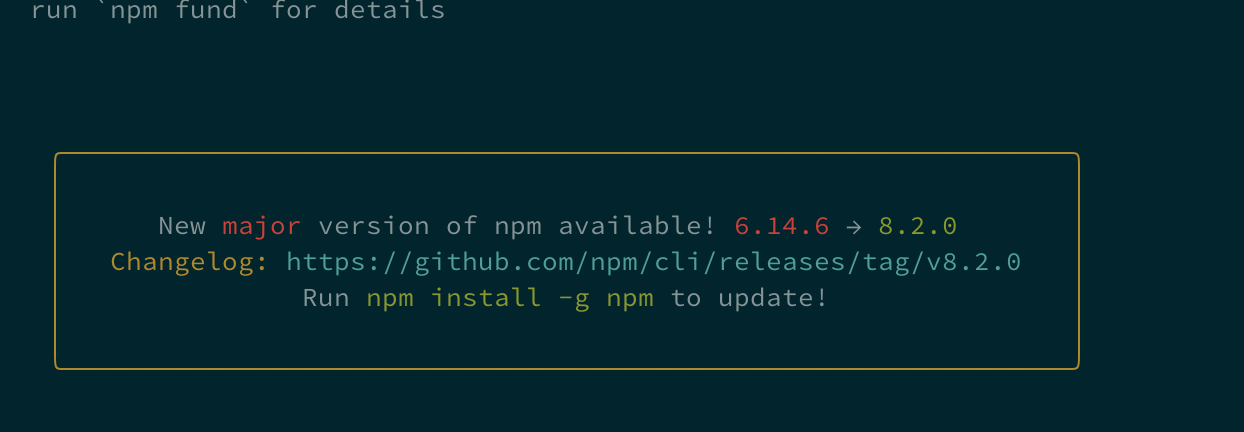 run `npm fund` for details
New major version of npm available! 6.14.6 → 8.2.0
Changelog: https://github.com/npm/cli/releases/tag/v8.2.0
Run npm install -g npm to update!